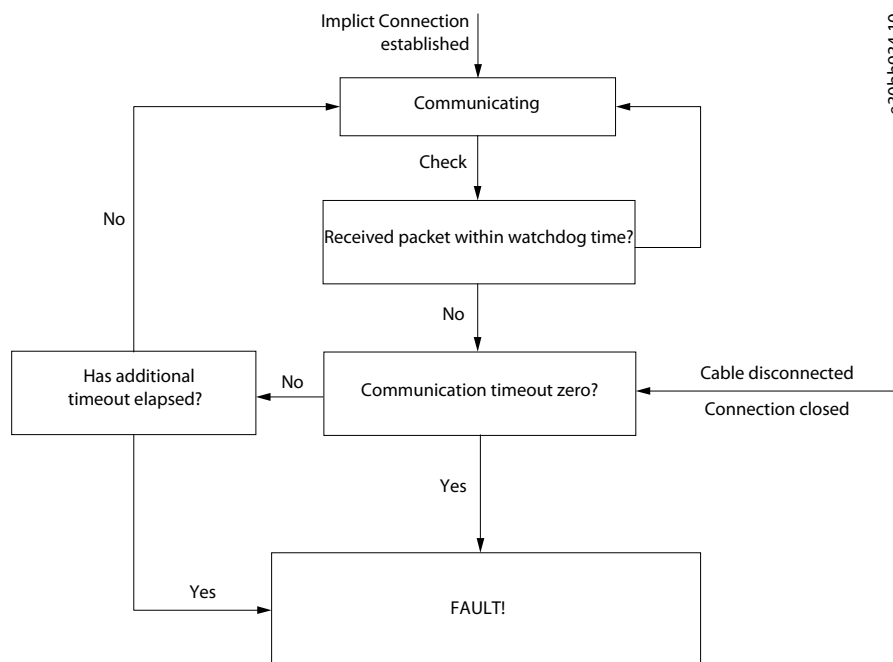 Implict Connection
established
Communicating
Check
No
Received packet within watchdog time?
No
Has additional
timeout elapsed?
No
Communication timeout zero?
Cable disconnected
Connection closed
Yes
Yes
FAULT!